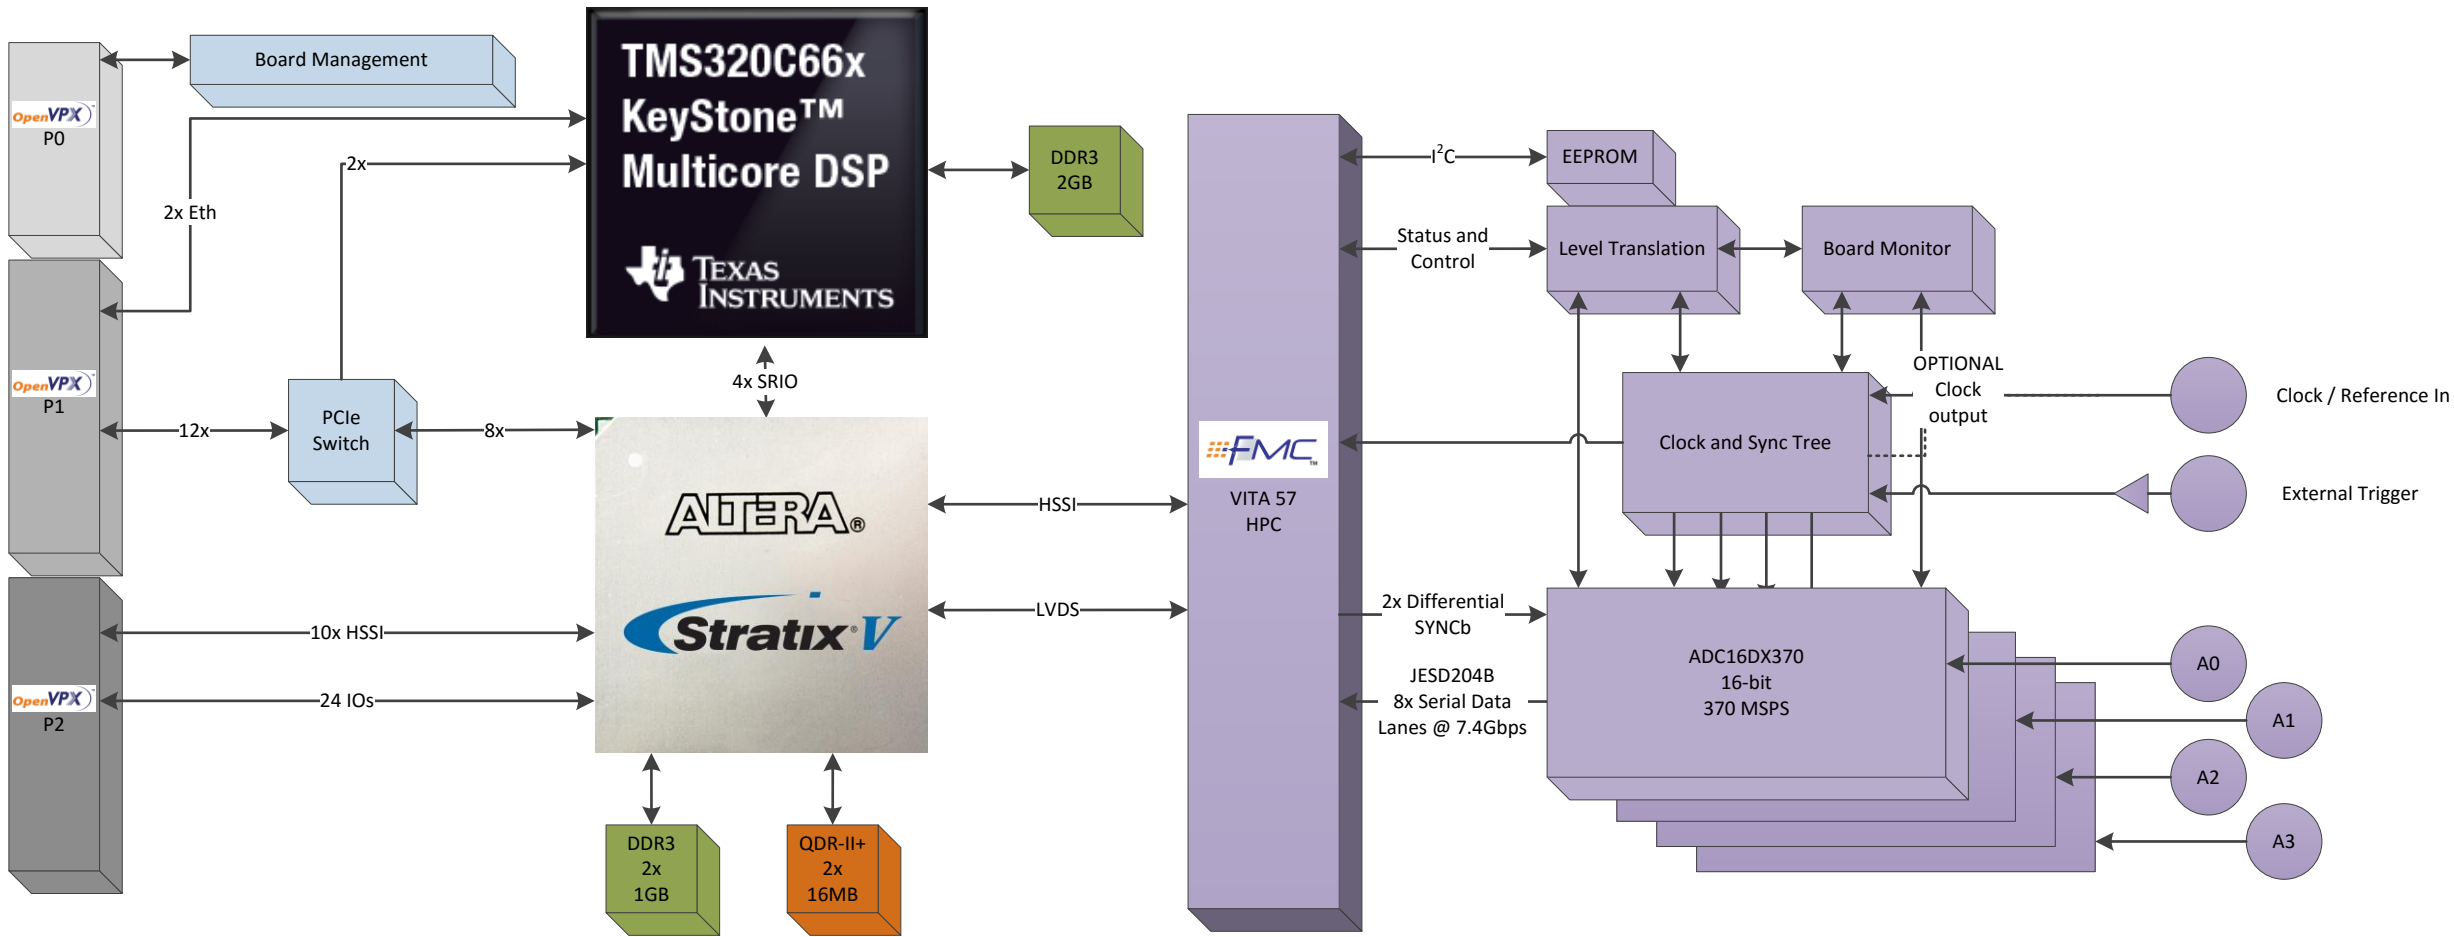 Board Management
OpenVPX™
P0
2x Eth
2x
TMS320C66x
KeyStone™
Multicore DSP
TEXAS
INSTRUMENTS
DDR3
2GB
OpenVPX™
P1
12x
PCIe
Switch
8x
4x SRIO
ALTERA®
Stratix® V
HSSI
LVDS
OpenVPX™
P2
10x HSSI
24 IOs
DDR3
2x
1GB
QDR-II+
2x
16MB
FMC™
VITA 57
HPC
I²C
EEPROM
Status and
Control
Level Translation
Board Monitor
OPTIONAL
Clock
output
Clock and Sync Tree
Clock / Reference In
External Trigger
2x Differential
SYNCb
JESD204B
8x Serial Data
Lanes @ 7.4Gbps
ADC16DX370
16-bit
370 MSPS
A0
A1
A2
A3